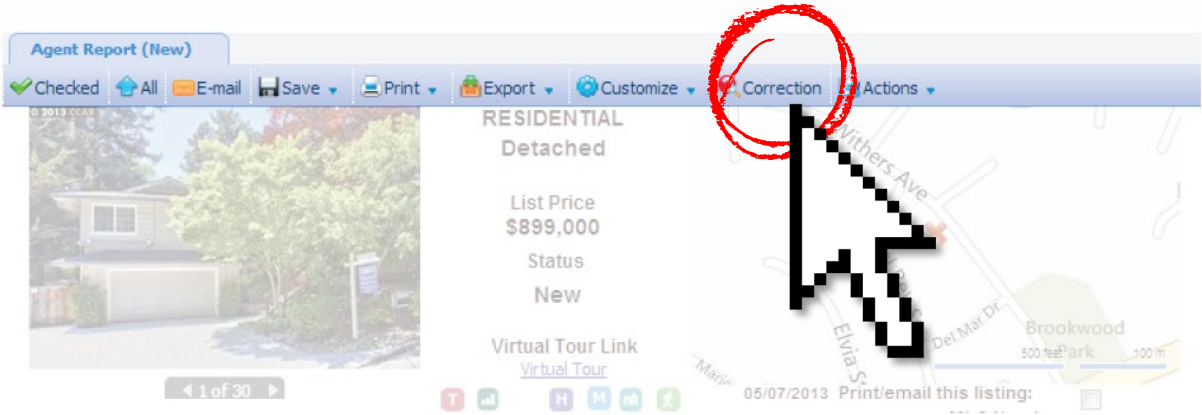 Agent Report (New)
Checked All E-mail Save Print Export Customize Correction Actions
© 2013 CCAR
RESIDENTIAL
Detached
List Price
$899,000
Status
New
Virtual Tour Link
Virtual Tour
1 of 30
T H M
Withers Ave
Elvia S
Del Mar Dr.
Brookwood
Park
500 feet 100 m
05/07/2013 Print/email this listing: